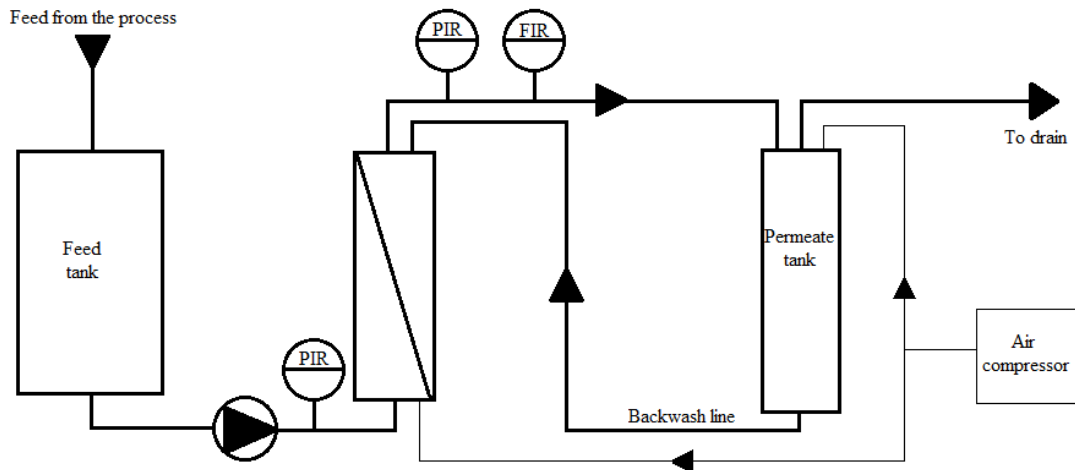 Feed from the process
PIR
FIR
To drain
Feed
tank
Permeate
tank
Air
compressor
PIR
Backwash line